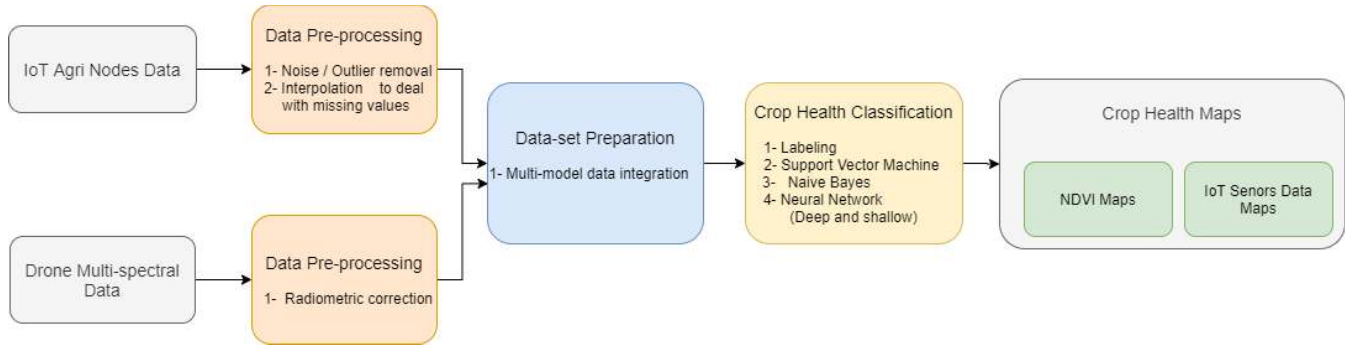 IoT Agri Nodes Data
Data Pre-processing
1- Noise / Outlier removal
2- Interpolation to deal
with missing values
Drone Multi-spectral
Data
Data Pre-processing
1- Radiometric correction
Data-set Preparation
1- Multi-model data integration
Crop Health Classification
1- Labeling
2- Support Vector Machine
3- Naive Bayes
4- Neural Network
(Deep and shallow)
Crop Health Maps
NDVI Maps
IoT Senors Data
Maps